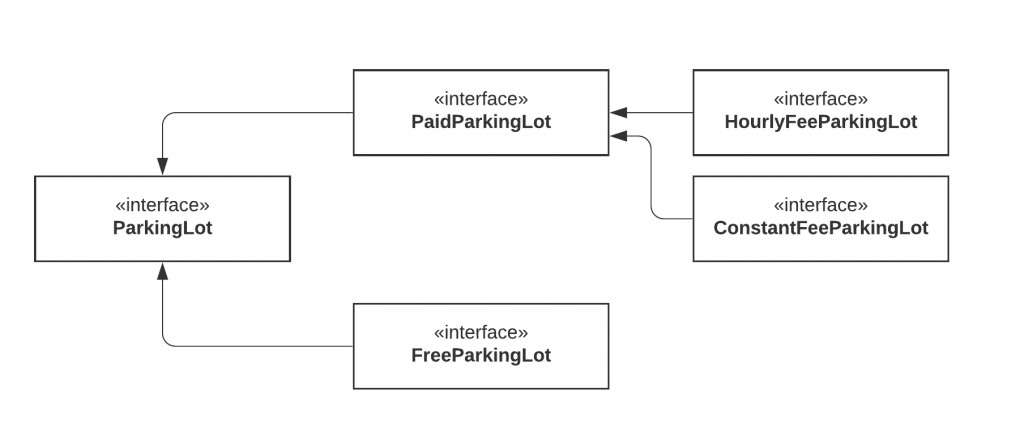 «interface»
PaidParkingLot
«interface»
HourlyFeeParkingLot
«interface»
ParkingLot
«interface»
ConstantFeeParkingLot
«interface»
FreeParkingLot